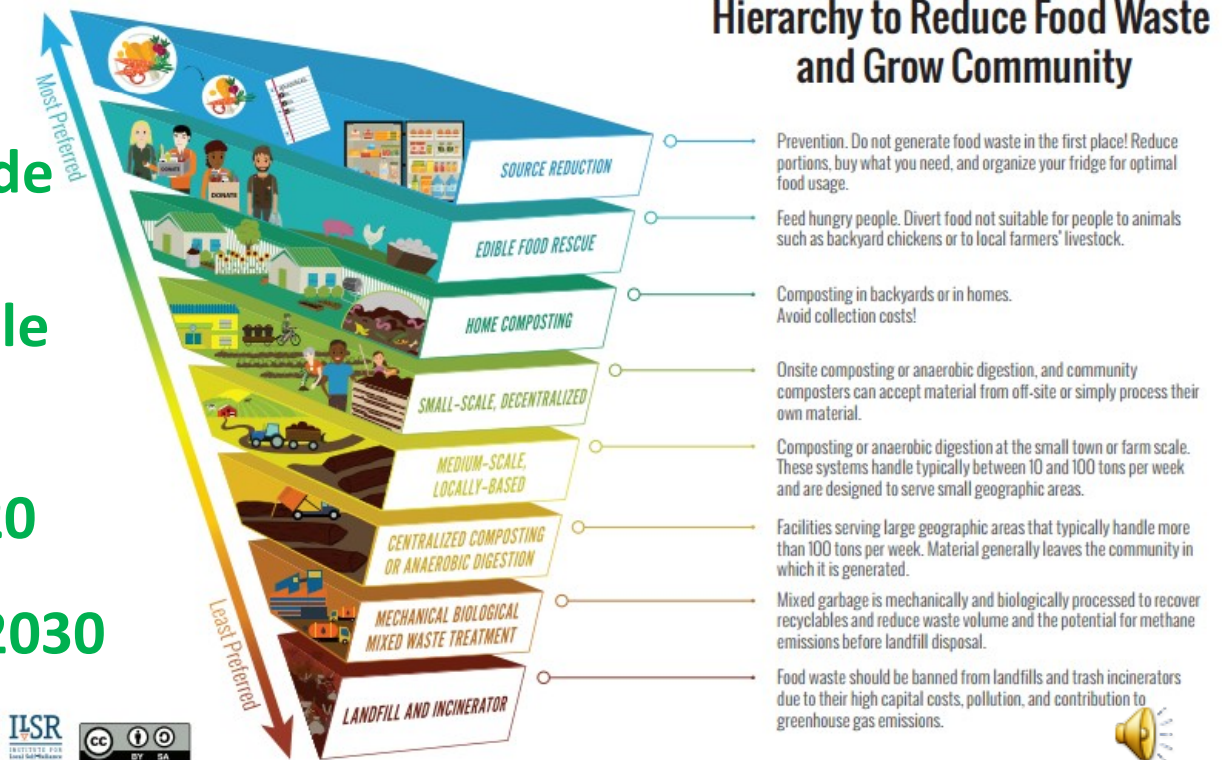 Hierarchy to Reduce Food Waste
and Grow Community
de
le
0
2030
Most Preferred
Least Preferred
DONATE
DONATE
SOURCE REDUCTION
Prevention. Do not generate food waste in the first place! Reduce
portions, buy what you need, and organize your fridge for optimal
food usage.
EDIBLE FOOD RESCUE
Feed hungry people. Divert food not suitable for people to animals
such as backyard chickens or to local farmers' livestock.
HOME COMPOSTING
Composting in backyards or in homes.
Avoid collection costs!
SMALL-SCALE, DECENTRALIZED
Onsite composting or anaerobic digestion, and community
composters can accept material from off-site or simply process their
own material.
MEDIUM-SCALE,
LOCALLY-BASED
Composting or anaerobic digestion at the small town or farm scale.
These systems handle typically between 10 and 100 tons per week
and are designed to serve small geographic areas.
CENTRALIZED COMPOSTING
OR ANAEROBIC DIGESTION
Facilities serving large geographic areas that typically handle more
than 100 tons per week. Material generally leaves the community in
which it is generated.
MECHANICAL BIOLOGICAL
MIXED WASTE TREATMENT
Mixed garbage is mechanically and biologically processed to recover
recyclables and reduce waste volume and the potential for methane
emissions before landfill disposal.
LANDFILL AND INCINERATOR
Food waste should be banned from landfills and trash incinerators
due to their high capital costs, pollution, and contribution to
greenhouse gas emissions.
ILSR
INSTITUTE FOR
Local Self-Reliance
cc
BY SA